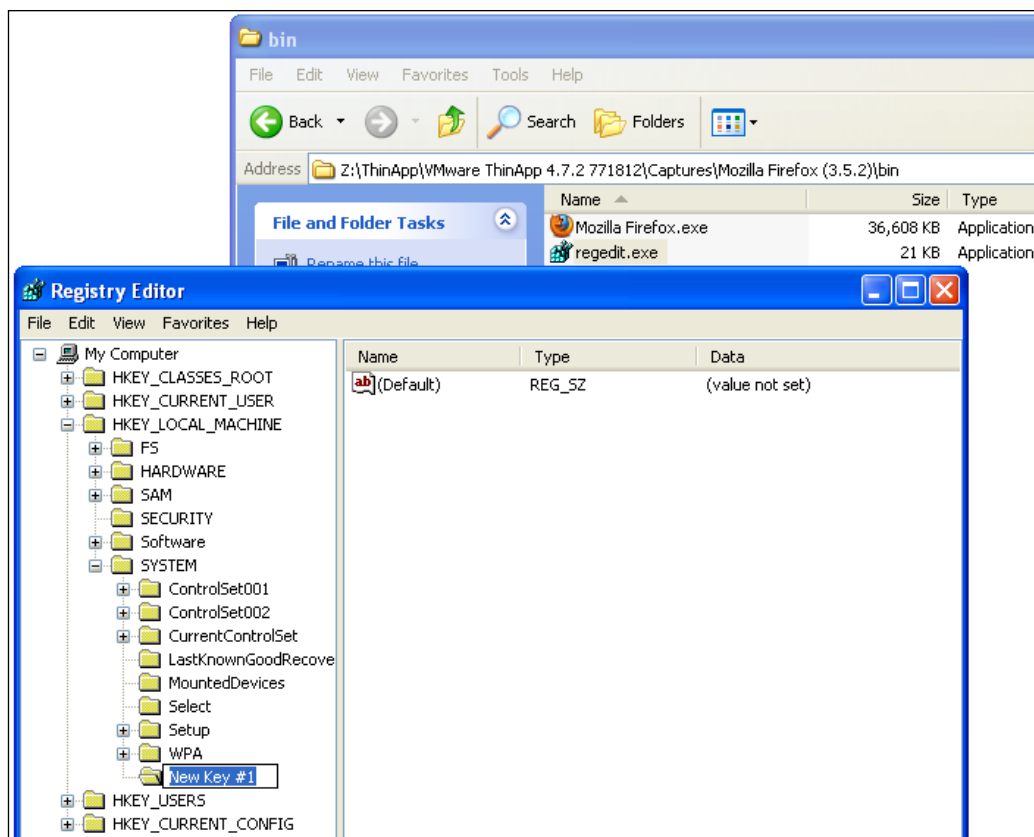 bin
File Edit View Favorites Tools Help
Back Search Folders
Address Z:\ThinApp\VMware ThinApp 4.7.2 771812\Captures\Mozilla Firefox (3.5.2)\bin
Name Size Type
File and Folder Tasks
Mozilla Firefox.exe 36,608 KB Application
regedit.exe 21 KB Application
Rename this file
Registry Editor
File Edit View Favorites Help
My Computer
Name Type Data
HKEY_CLASSES_ROOT
ab (Default) REG_SZ (value not set)
HKEY_CURRENT_USER
HKEY_LOCAL_MACHINE
FS
HARDWARE
SAM
SECURITY
Software
SYSTEM
ControlSet001
ControlSet002
CurrentControlSet
LastKnownGoodRecove
MountedDevices
Select
Setup
WPA
New Key #1
HKEY_USERS
HKEY_CURRENT_CONFIG